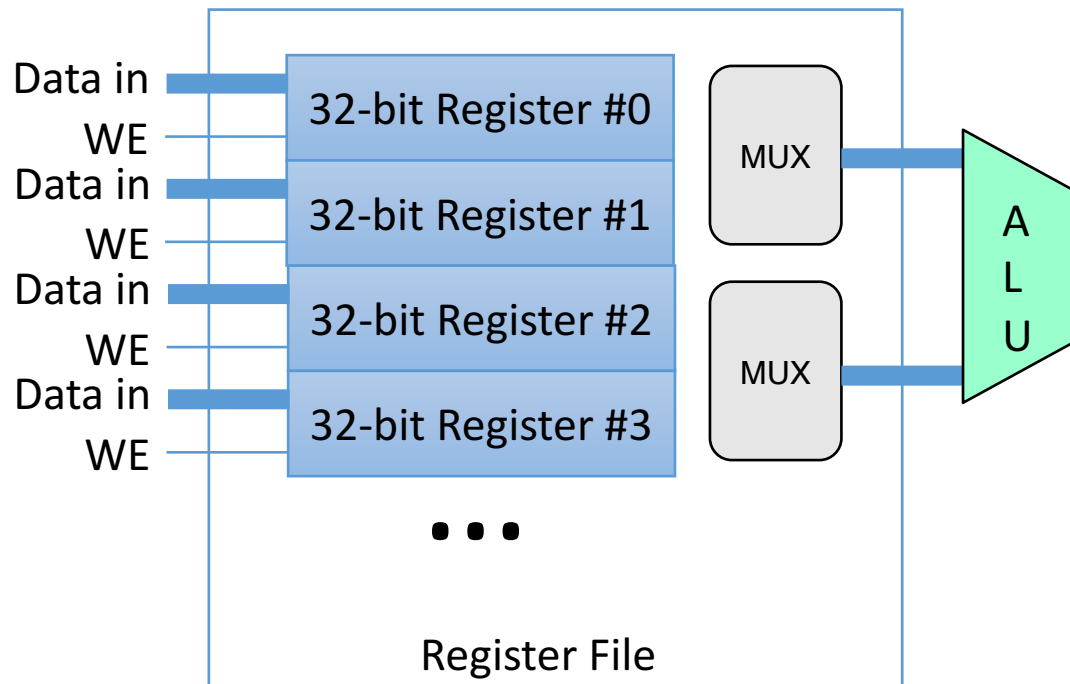 Data in
32-bit Register #0
WE
MUX
Data in
32-bit Register #1
WE
A
L
U
Data in
32-bit Register #2
WE
MUX
Data in
32-bit Register #3
WE
...
Register File